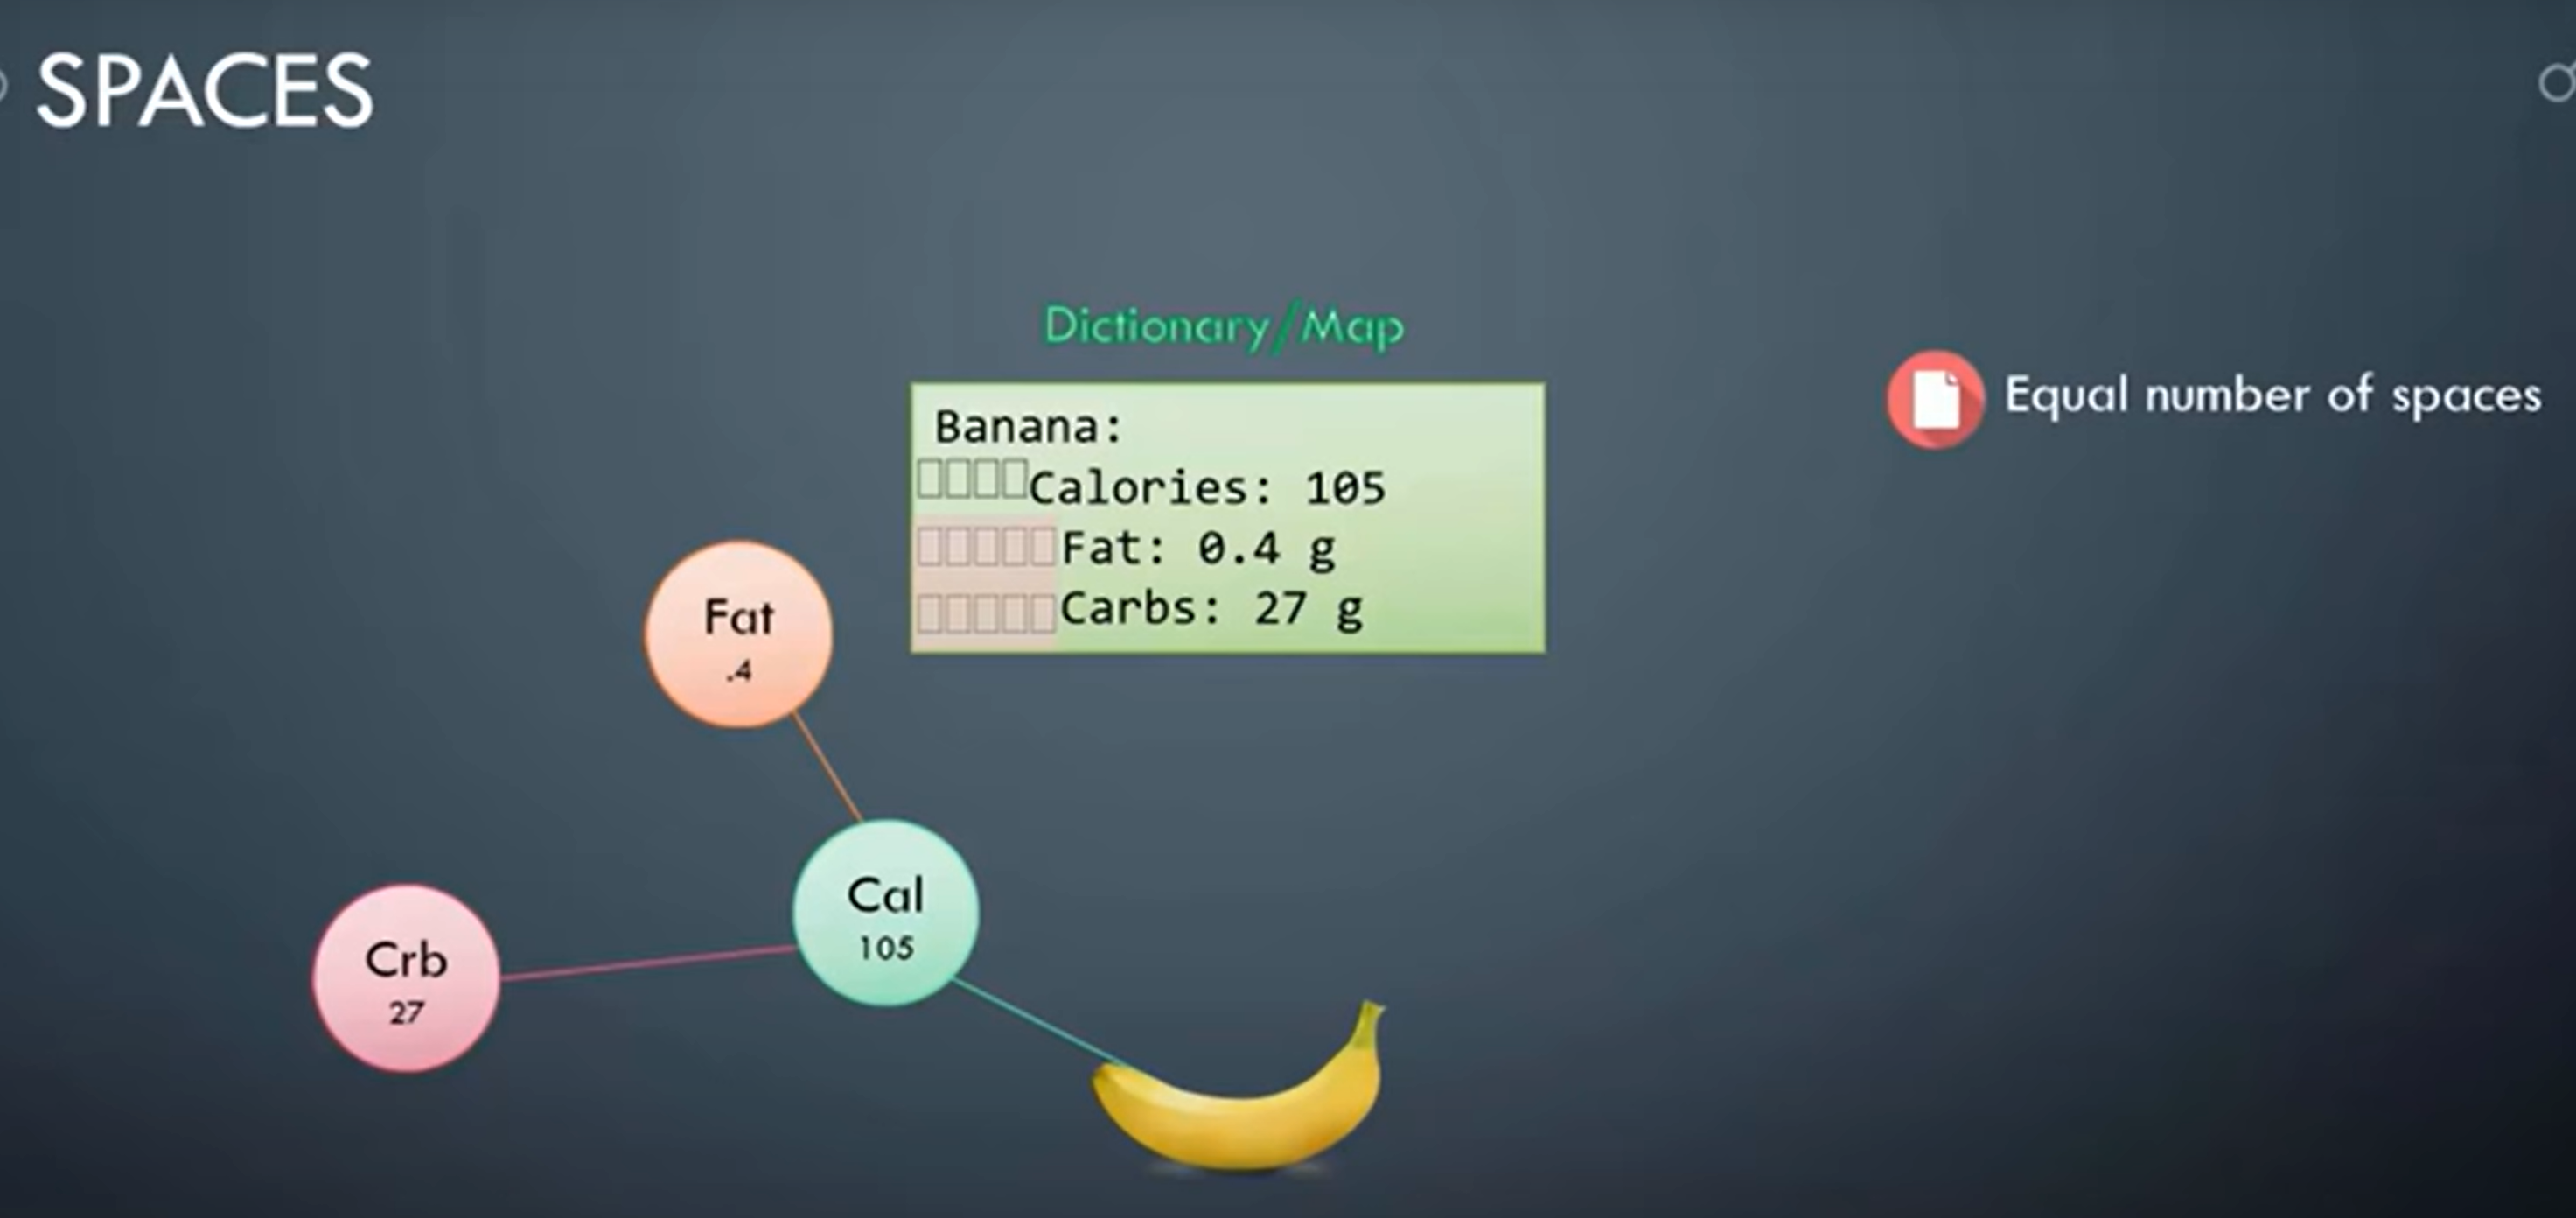 SPACES
Dictionary/Map
Banana:
Calories: 105
Fat: 0.4 g
Carbs: 27 g
Equal number of spaces
Fat
.4
Cal
105
Crb
27